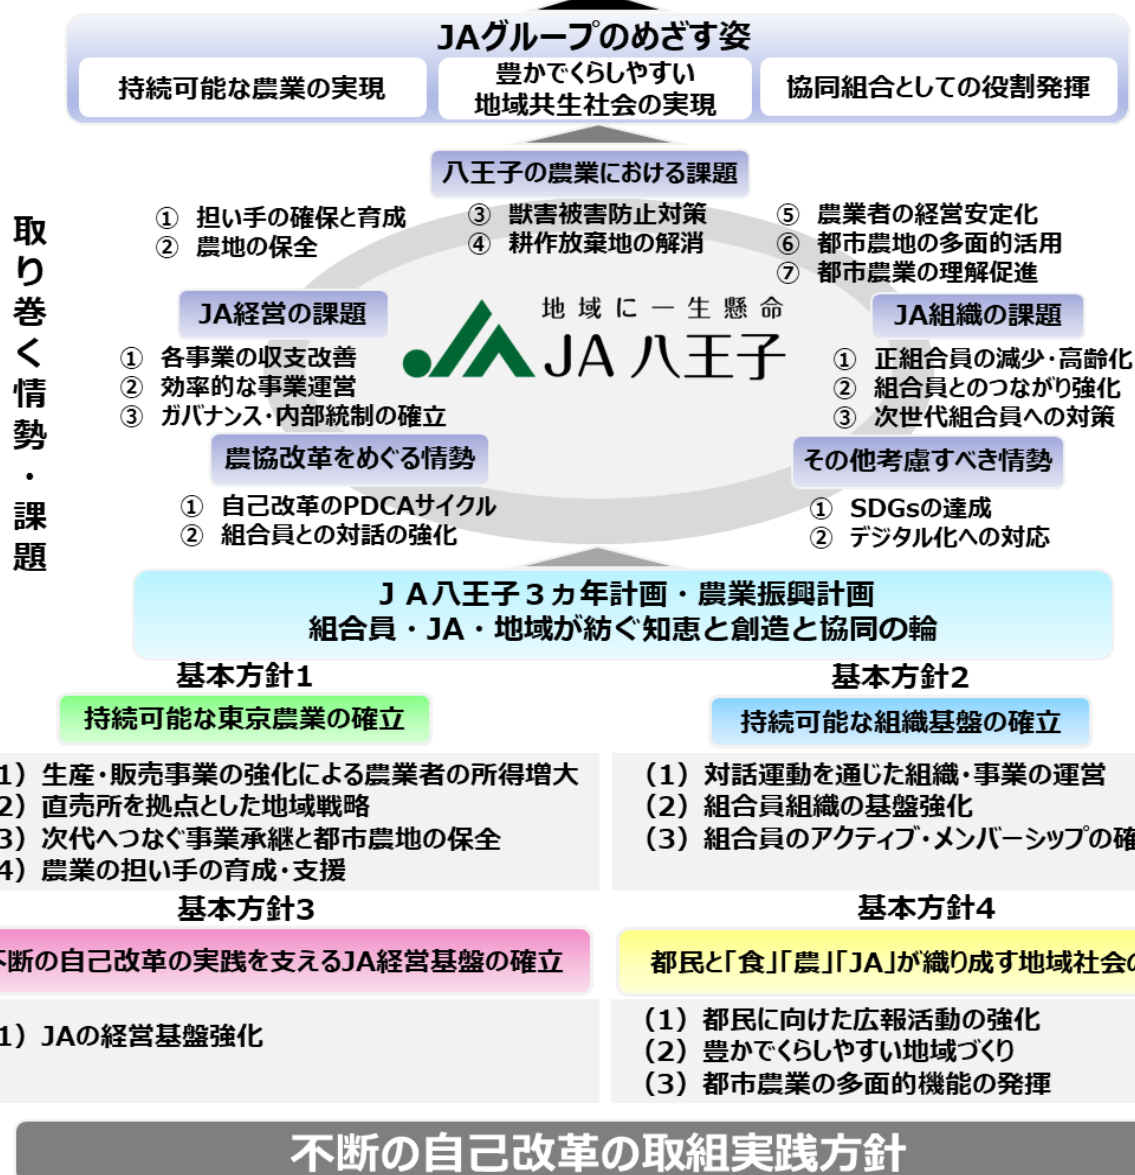 JAグループのめざす姿
持続可能な農業の実現
豊かでくらしやすい
地域共生社会の実現
協同組合としての役割発揮
取り巻く情勢・課題
八王子の農業における課題
① 担い手の確保と育成
② 農地の保全
③ 獣害被害防止対策
④ 耕作放棄地の解消
⑤ 農業者の経営安定化
⑥ 都市農地の多面的活用
⑦ 都市農業の理解促進
JA経営の課題
① 各事業の収支改善
② 効率的な事業運営
③ ガバナンス・内部統制の確立
地域に一生懸命
JA 八王子
JA組織の課題
① 正組合員の減少・高齢化
② 組合員とのつながり強化
③ 次世代組合員への対策
農協改革をめぐる情勢
① 自己改革のPDCAサイクル
② 組合員との対話の強化
その他考慮すべき情勢
① SDGsの達成
② デジタル化への対応
ＪＡ八王子３ヵ年計画・農業振興計画
組合員・JA・地域が紡ぐ知恵と創造と協同の輪
基本方針1
持続可能な東京農業の確立
1）生産・販売事業の強化による農業者の所得増大
2）直売所を拠点とした地域戦略
3）次代へつなぐ事業承継と都市農地の保全
4）農業の担い手の育成・支援
基本方針2
持続可能な組織基盤の確立
（1）対話運動を通じた組織・事業の運営
（2）組合員組織の基盤強化
（3）組合員のアクティブ・メンバーシップの確
基本方針3
不断の自己改革の実践を支えるJA経営基盤の確立
1）JAの経営基盤強化
基本方針4
都民と「食」「農」「JA」が織り成す地域社会の
（1）都民に向けた広報活動の強化
（2）豊かでくらしやすい地域づくり
（3）都市農業の多面的機能の発揮
不断の自己改革の取組実践方針